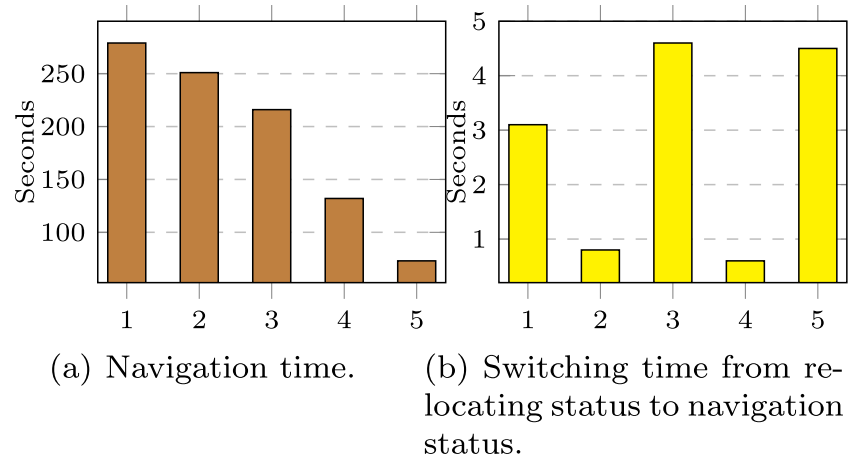 Seconds
250
200
150
100
1 2 3 4 5
(a) Navigation time.
Seconds
5
4
3
2
1
1 2 3 4 5
(b) Switching time from re-
locating status to navigation
status.